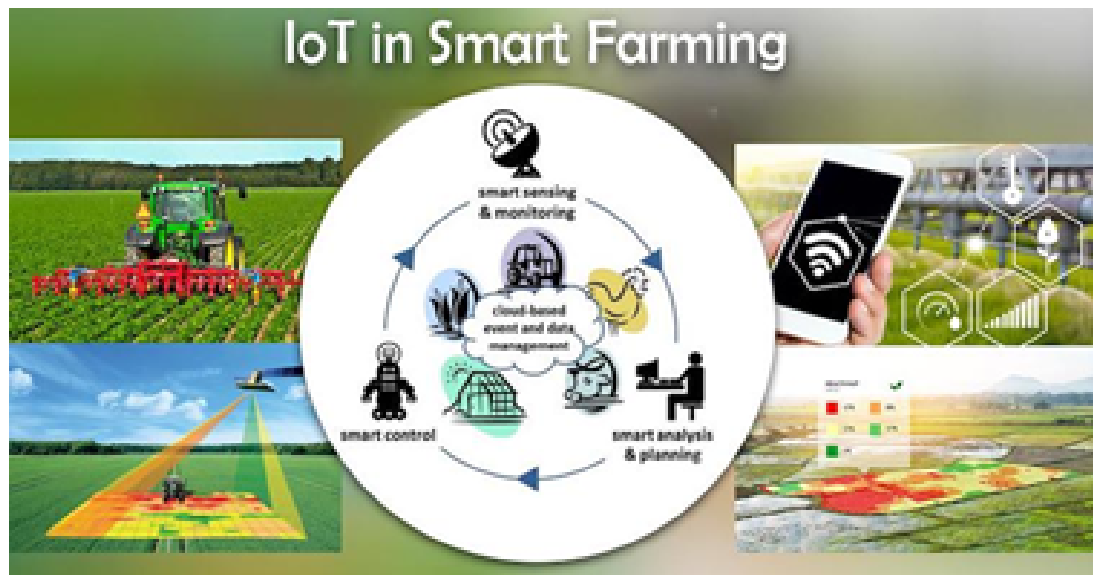 IoT in Smart Farming
smart sensing
& monitoring
cloud-based
event and data
management
smart control
smart analysis
& planning